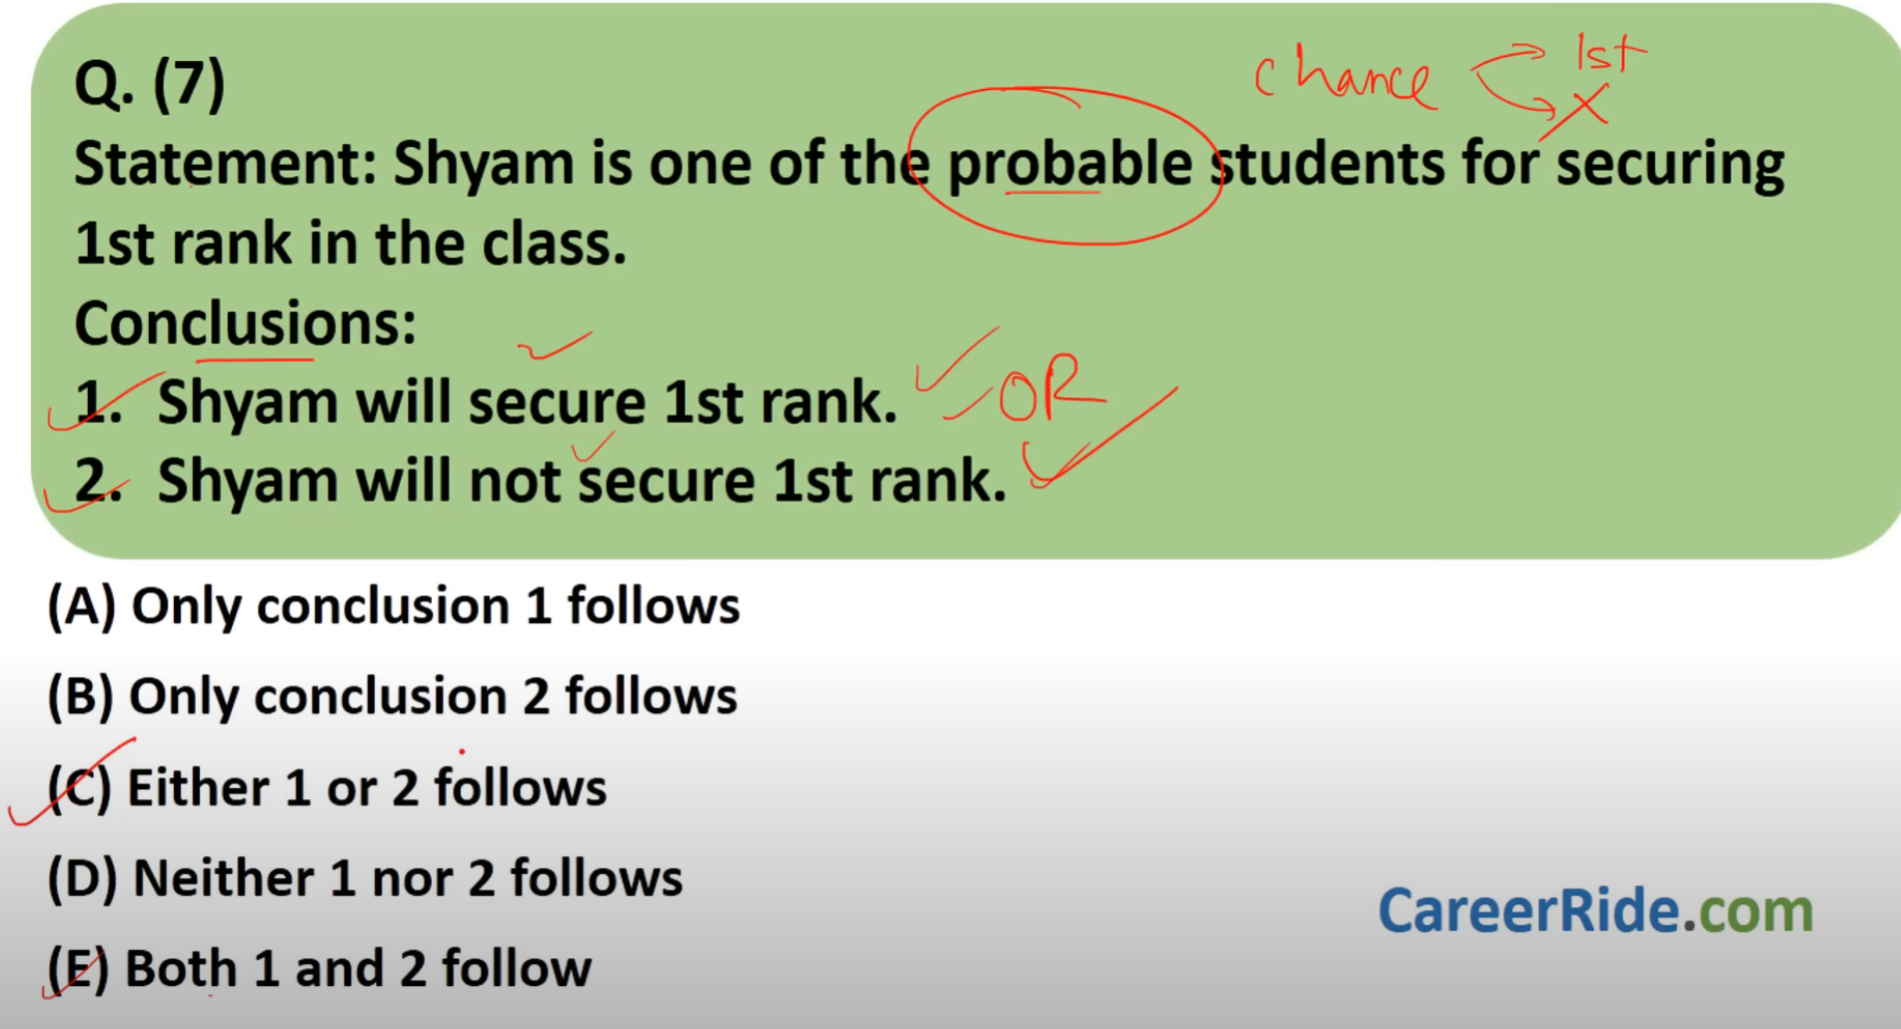 Q. (7)
chance 1st
X
Statement: Shyam is one of the probable students for securing
1st rank in the class.
Conclusions:
1. Shyam will secure 1st rank.
OR
2. Shyam will not secure 1st rank.
(A) Only conclusion 1 follows
(B) Only conclusion 2 follows
(C) Either 1 or 2 follows
(D) Neither 1 nor 2 follows
(E) Both 1 and 2 follow
CareerRide.com